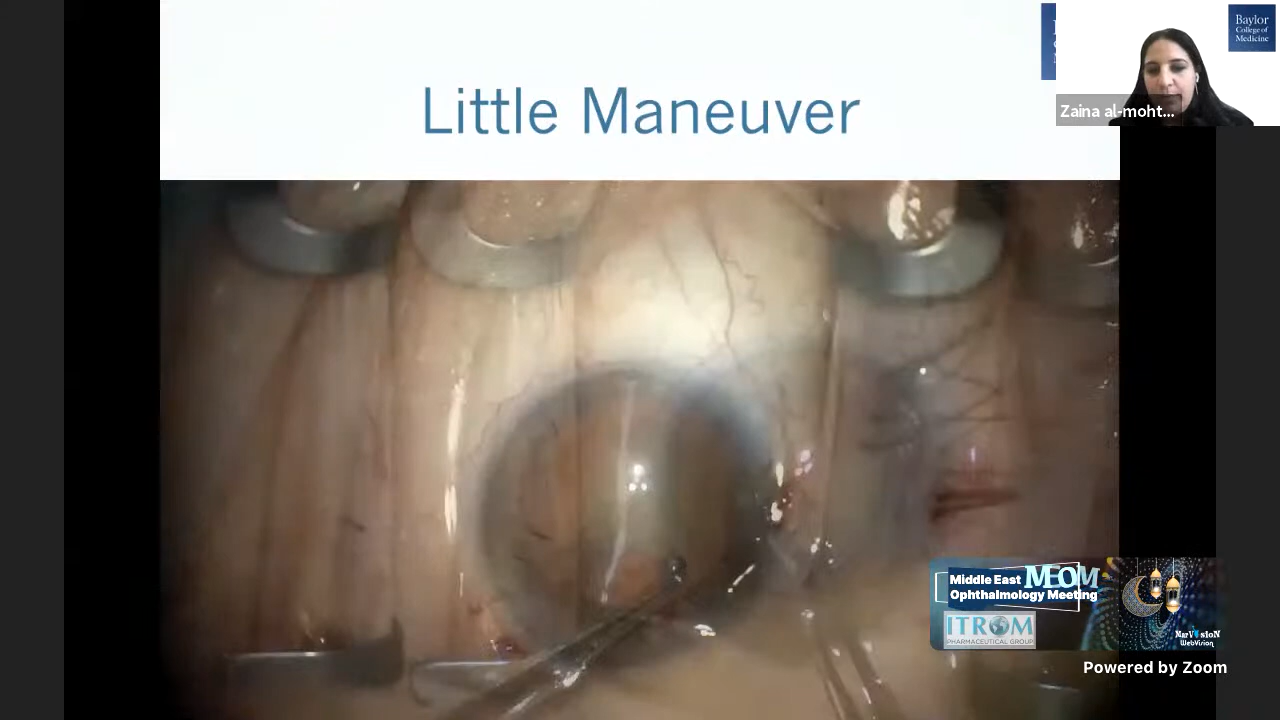 Little Maneuver
Baylor
College of
Medicine
Zaina al-moht...
Middle East MEOM
Ophthalmology Meeting
ITROM
PHARMACEUTICAL GROUP
WebVision
Powered by Zoom